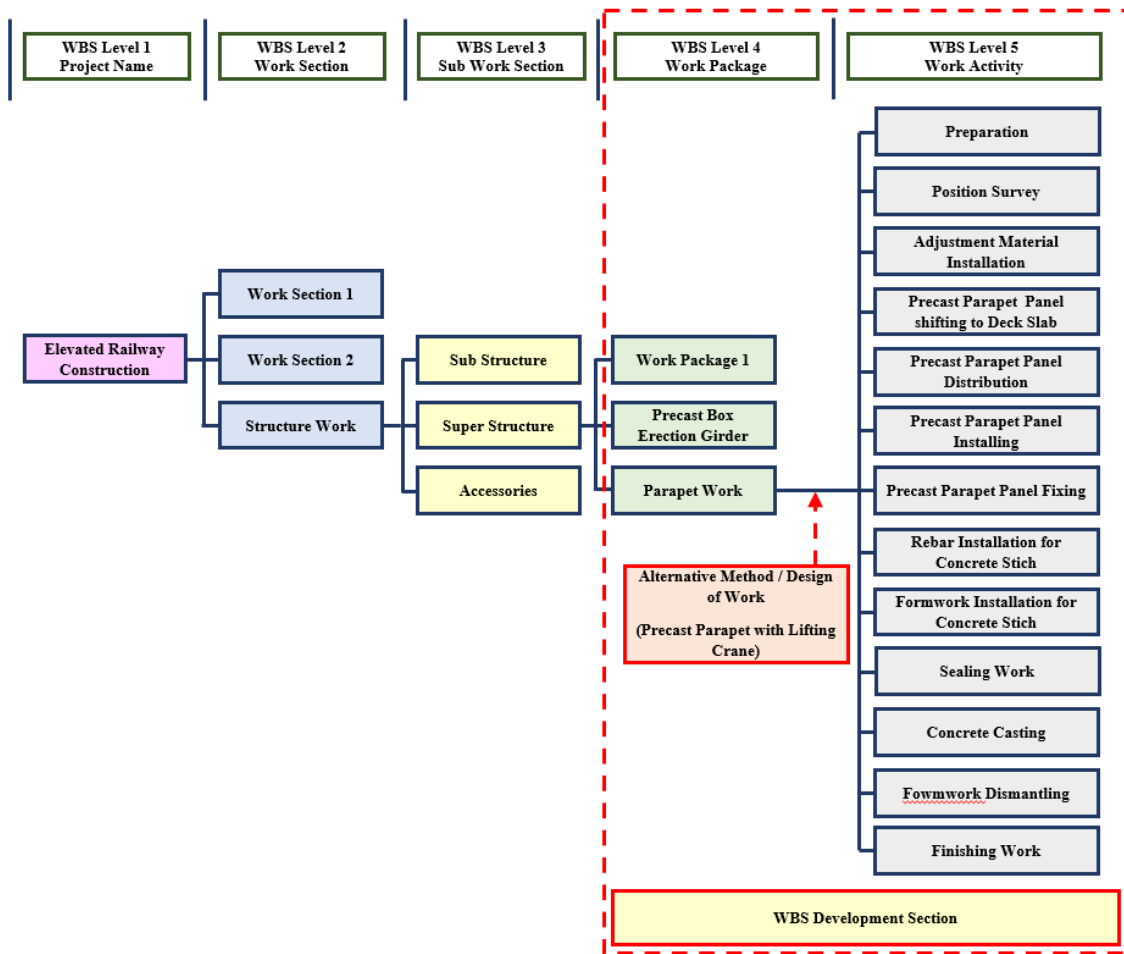 WBS Level 1
Project Name
WBS Level 2
Work Section
WBS Level 3
Sub Work Section
WBS Level 4
Work Package
WBS Level 5
Work Activity
Elevated Railway
Construction
Work Section 1
Work Section 2
Structure Work
Sub Structure
Super Structure
Accessories
Work Package 1
Precast Box
Erection Girder
Parapet Work
Alternative Method / Design
of Work
(Precast Parapet with Lifting
Crane)
Preparation
Position Survey
Adjustment Material
Installation
Precast Parapet Panel
shifting to Deck Slab
Precast Parapet Panel
Distribution
Precast Parapet Panel
Installing
Precast Parapet Panel Fixing
Rebar Installation for
Concrete Stich
Formwork Installation for
Concrete Stich
Sealing Work
Concrete Casting
Fowmwork Dismantling
Finishing Work
WBS Development Section